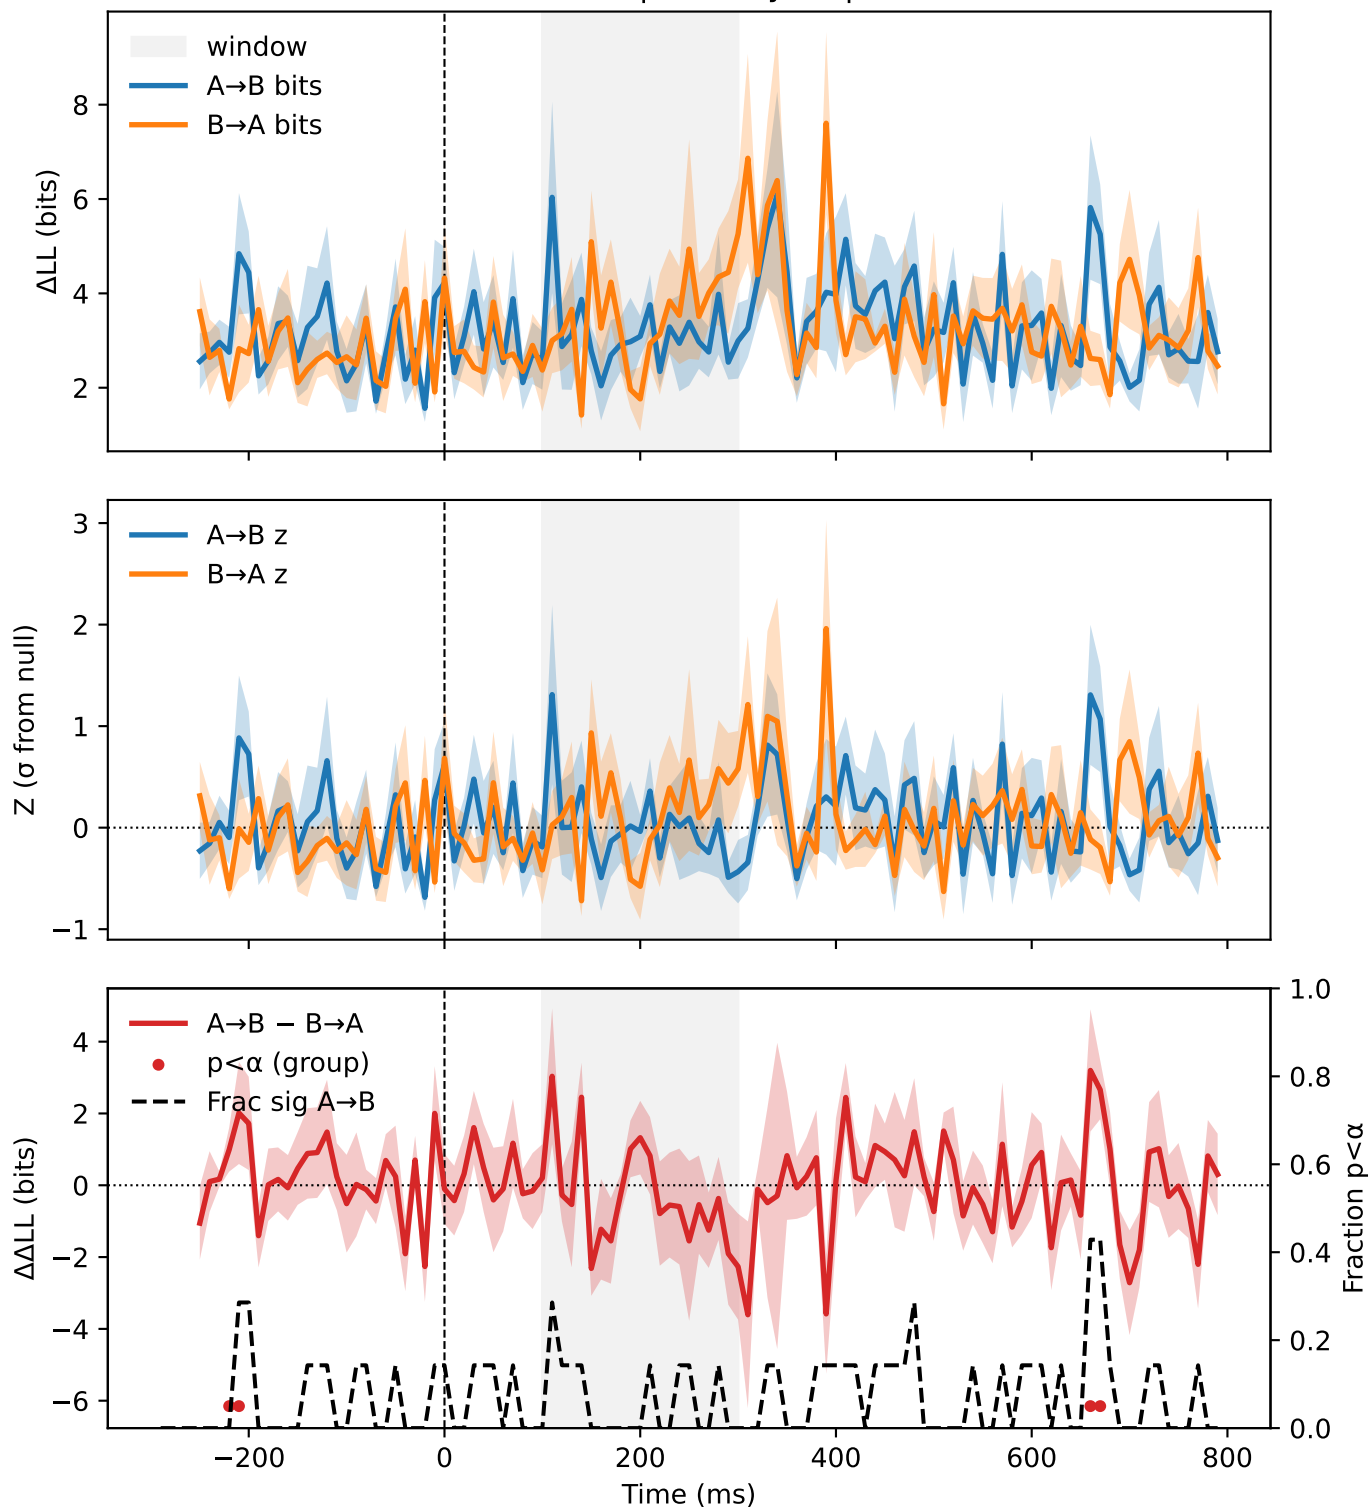 window
A→B bits
B→A bits
8
6
4
2
ΔLL (bits)
A→B z
B→A z
3
2
1
0
−1
Z (σ from null)
A→B − B→A
p<α (group)
Frac sig A→B
4
2
0
−2
−4
−6
ΔΔLL (bits)
1.0
0.8
0.6
0.4
0.2
0.0
Fraction p<α
−200
0
200
400
600
800
Time (ms)